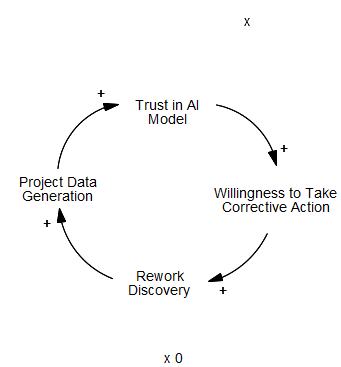 x
+
Trust in AI
Model
+
Project Data
Generation
Willingness to Take
Corrective Action
+
Rework
Discovery
+
x 0